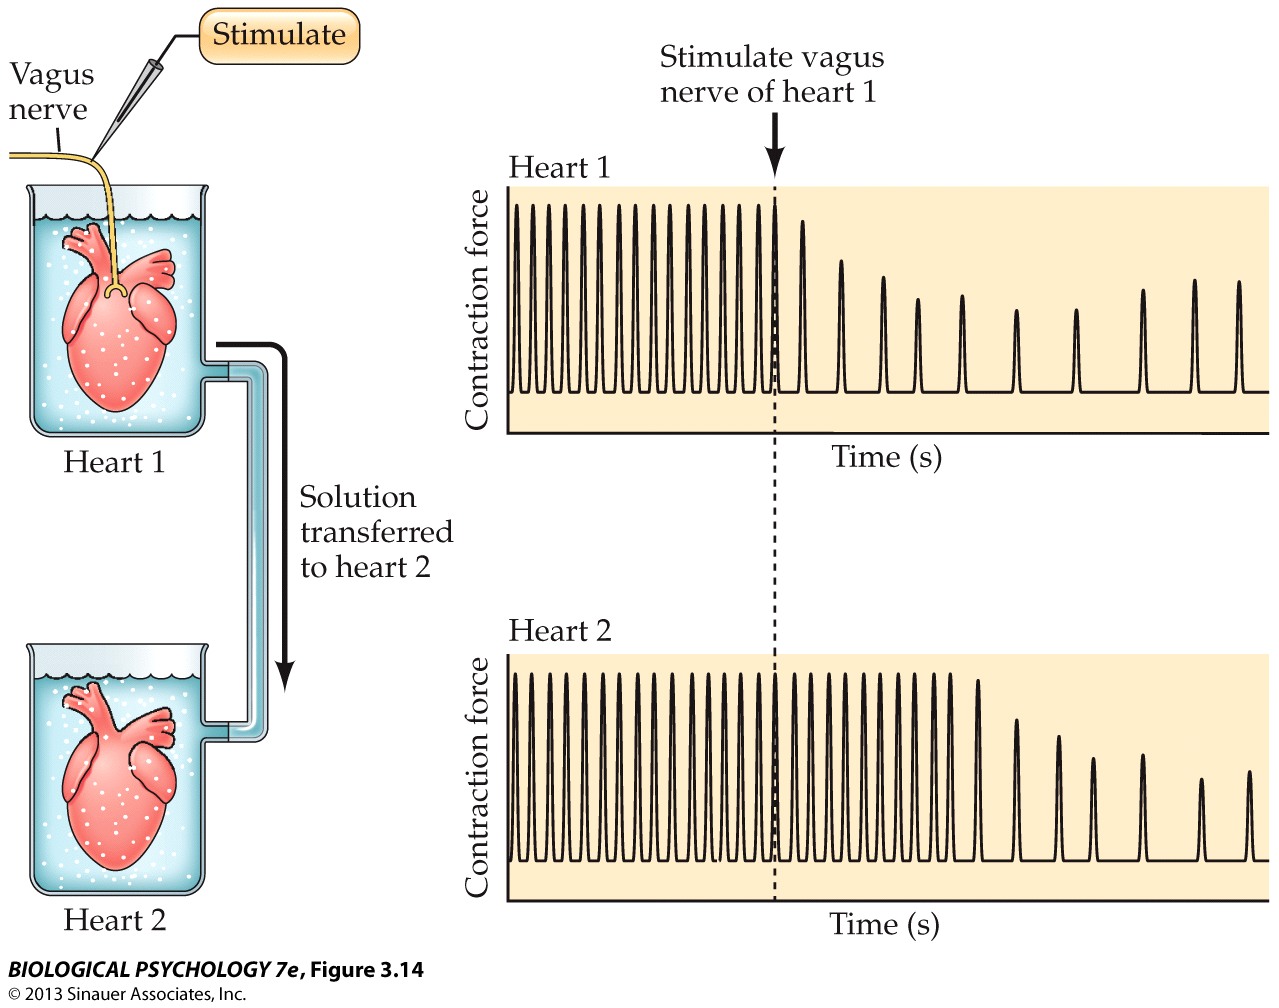 Stimulate
Vagus
nerve
Stimulate vagus
nerve of heart 1
Heart 1
Contraction force
Time (s)
Heart 1
Solution
transferred
to heart 2
Heart 2
Contraction force
Time (s)
Heart 2
BIOLOGICAL PSYCHOLOGY 7e, Figure 3.14
© 2013 Sinauer Associates, Inc.